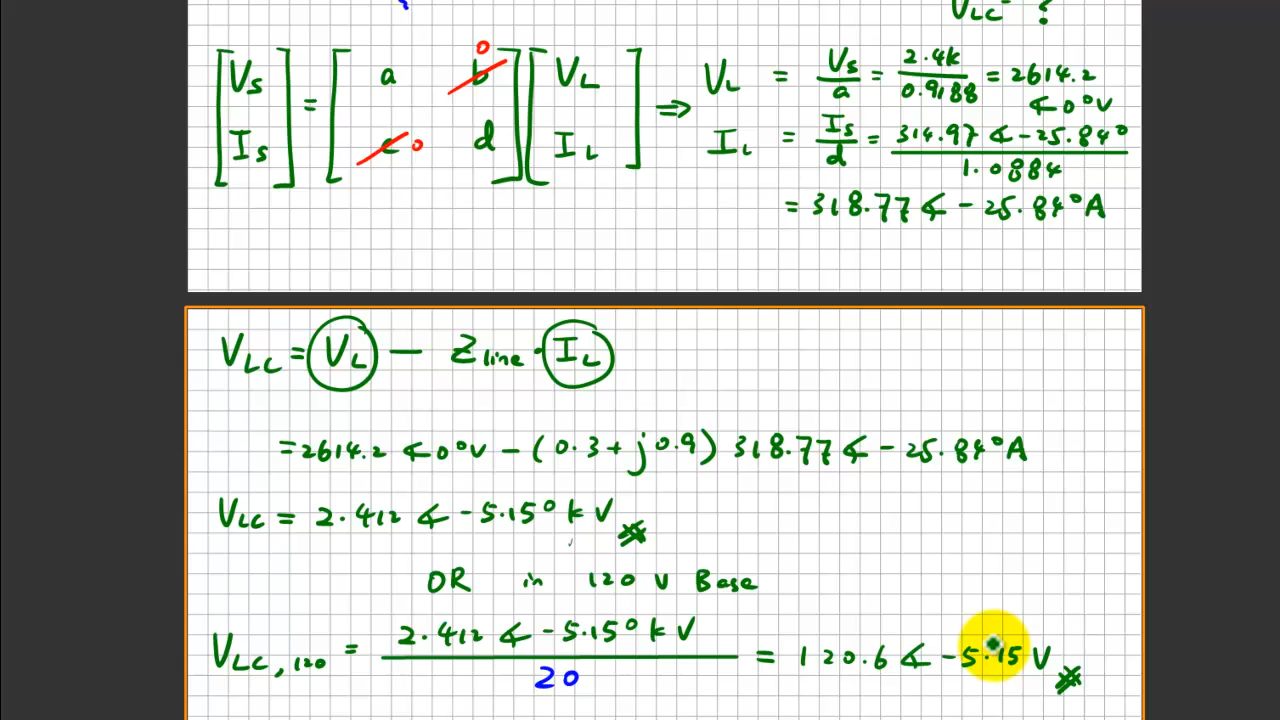 V_LC = ?
[V_S] = [a b 0] [V_L] ⇒ V_L = V_S/a = 2.4k/0.9188 = 2614.2 ∡0°V
[I_S] [c 0 d] [I_L] I_L = I_S/d = 314.97∡-25.84°/1.0884
= 318.77∡-25.84°A
V_LC = V_L - Z_line · I_L
= 2614.2∡0°V - (0.3+j0.9) 318.77∡-25.84°A
V_LC = 2.412∡-5.15° kV
OR in 120 V Base
V_LC,120 = 2.412∡-5.15° kV / 20 = 120.6∡-5.15 V